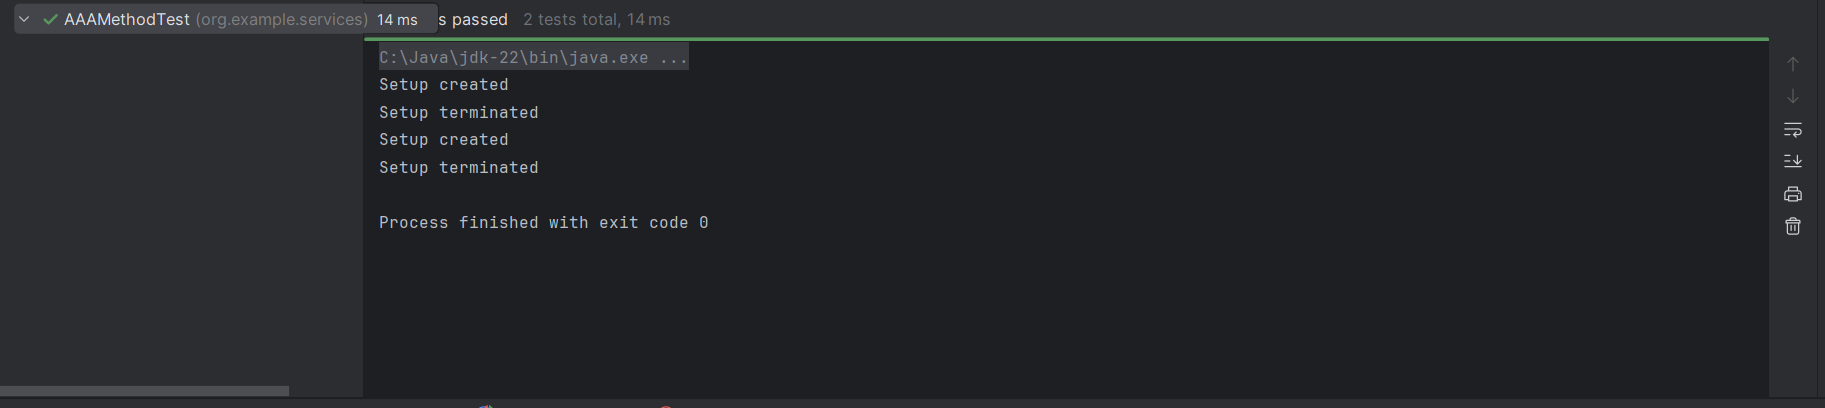 AAAMethodTest (org.example.services) 14 ms s passed 2 tests total, 14 ms
C:\Java\jdk-22\bin\java.exe ...
Setup created
Setup terminated
Setup created
Setup terminated
Process finished with exit code 0